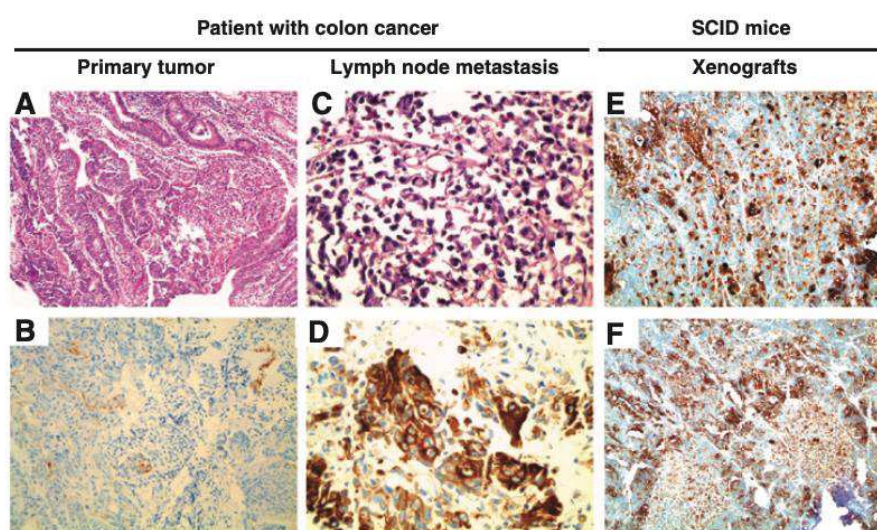 Patient with colon cancer
SCID mice
Primary tumor
Lymph node metastasis
Xenografts
A
C
E
B
D
F